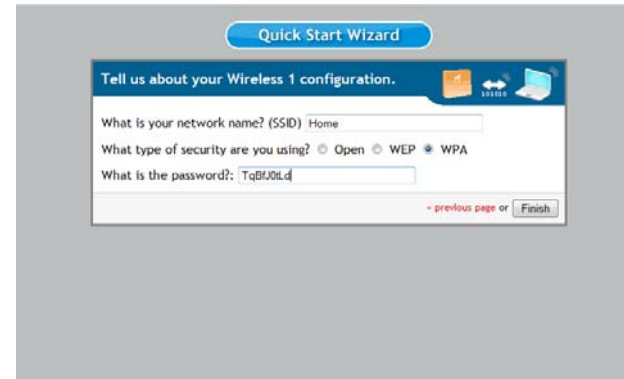 Quick Start Wizard
Tell us about your Wireless 1 configuration.
101010
What is your network name? (SSID) Home
What type of security are you using? Open WEP WPA
What is the password?:
« previous page or Finish